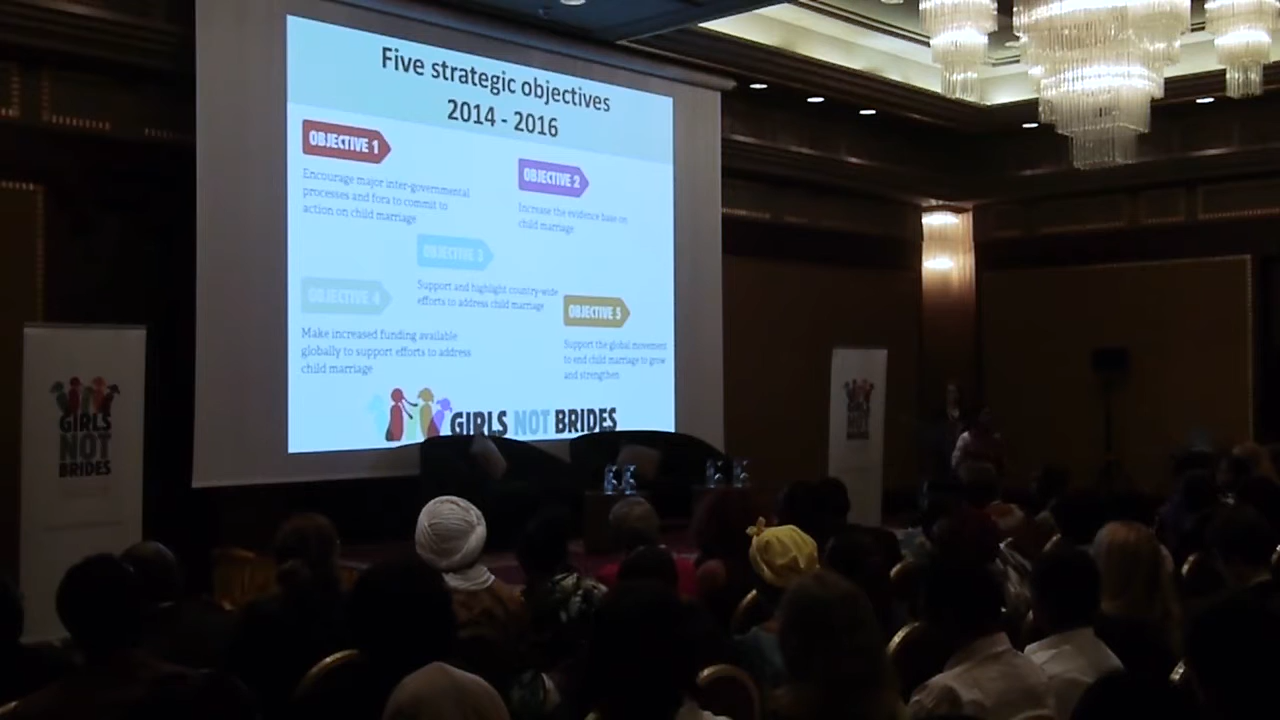 Five strategic objectives
2014 - 2016
OBJECTIVE 1
Encourage major inter-governmental
processes and fora to commit to
action on child marriage
OBJECTIVE 2
Increase the evidence base on
child marriage
OBJECTIVE 3
Support and highlight country-wide
efforts to address child marriage
OBJECTIVE 4
Make increased funding available
globally to support efforts to address
child marriage
OBJECTIVE 5
Support the global movement
to end child marriage to grow
and strengthen
GIRLS NOT BRIDES
GIRLS
NOT
BRIDES
GIRLS
NOT
BRIDES